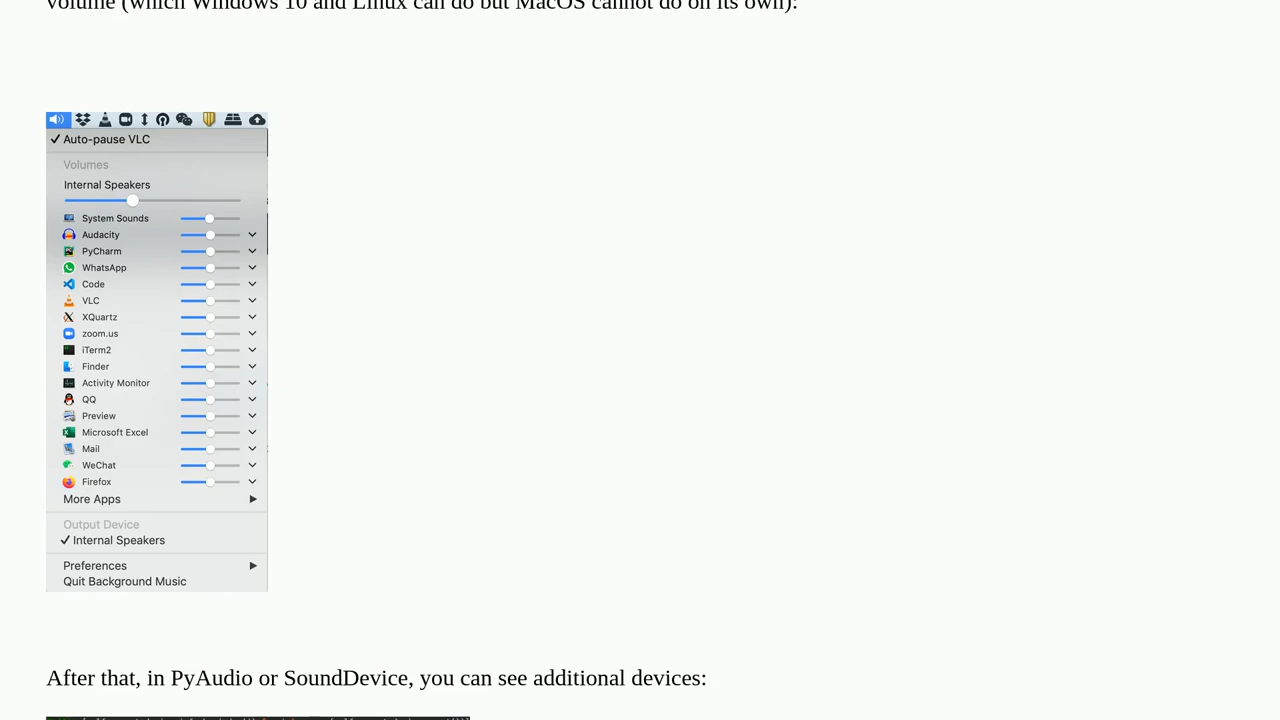 volume (which Windows 10 and Linux can do but MacOS cannot do on its own):
Auto-pause VLC
Volumes
Internal Speakers
System Sounds
Audacity
PyCharm
WhatsApp
Code
VLC
XQuartz
zoom.us
iTerm2
Finder
Activity Monitor
QQ
Preview
Microsoft Excel
Mail
WeChat
Firefox
More Apps
Output Device
Internal Speakers
Preferences
Quit Background Music
After that, in PyAudio or SoundDevice, you can see additional devices: